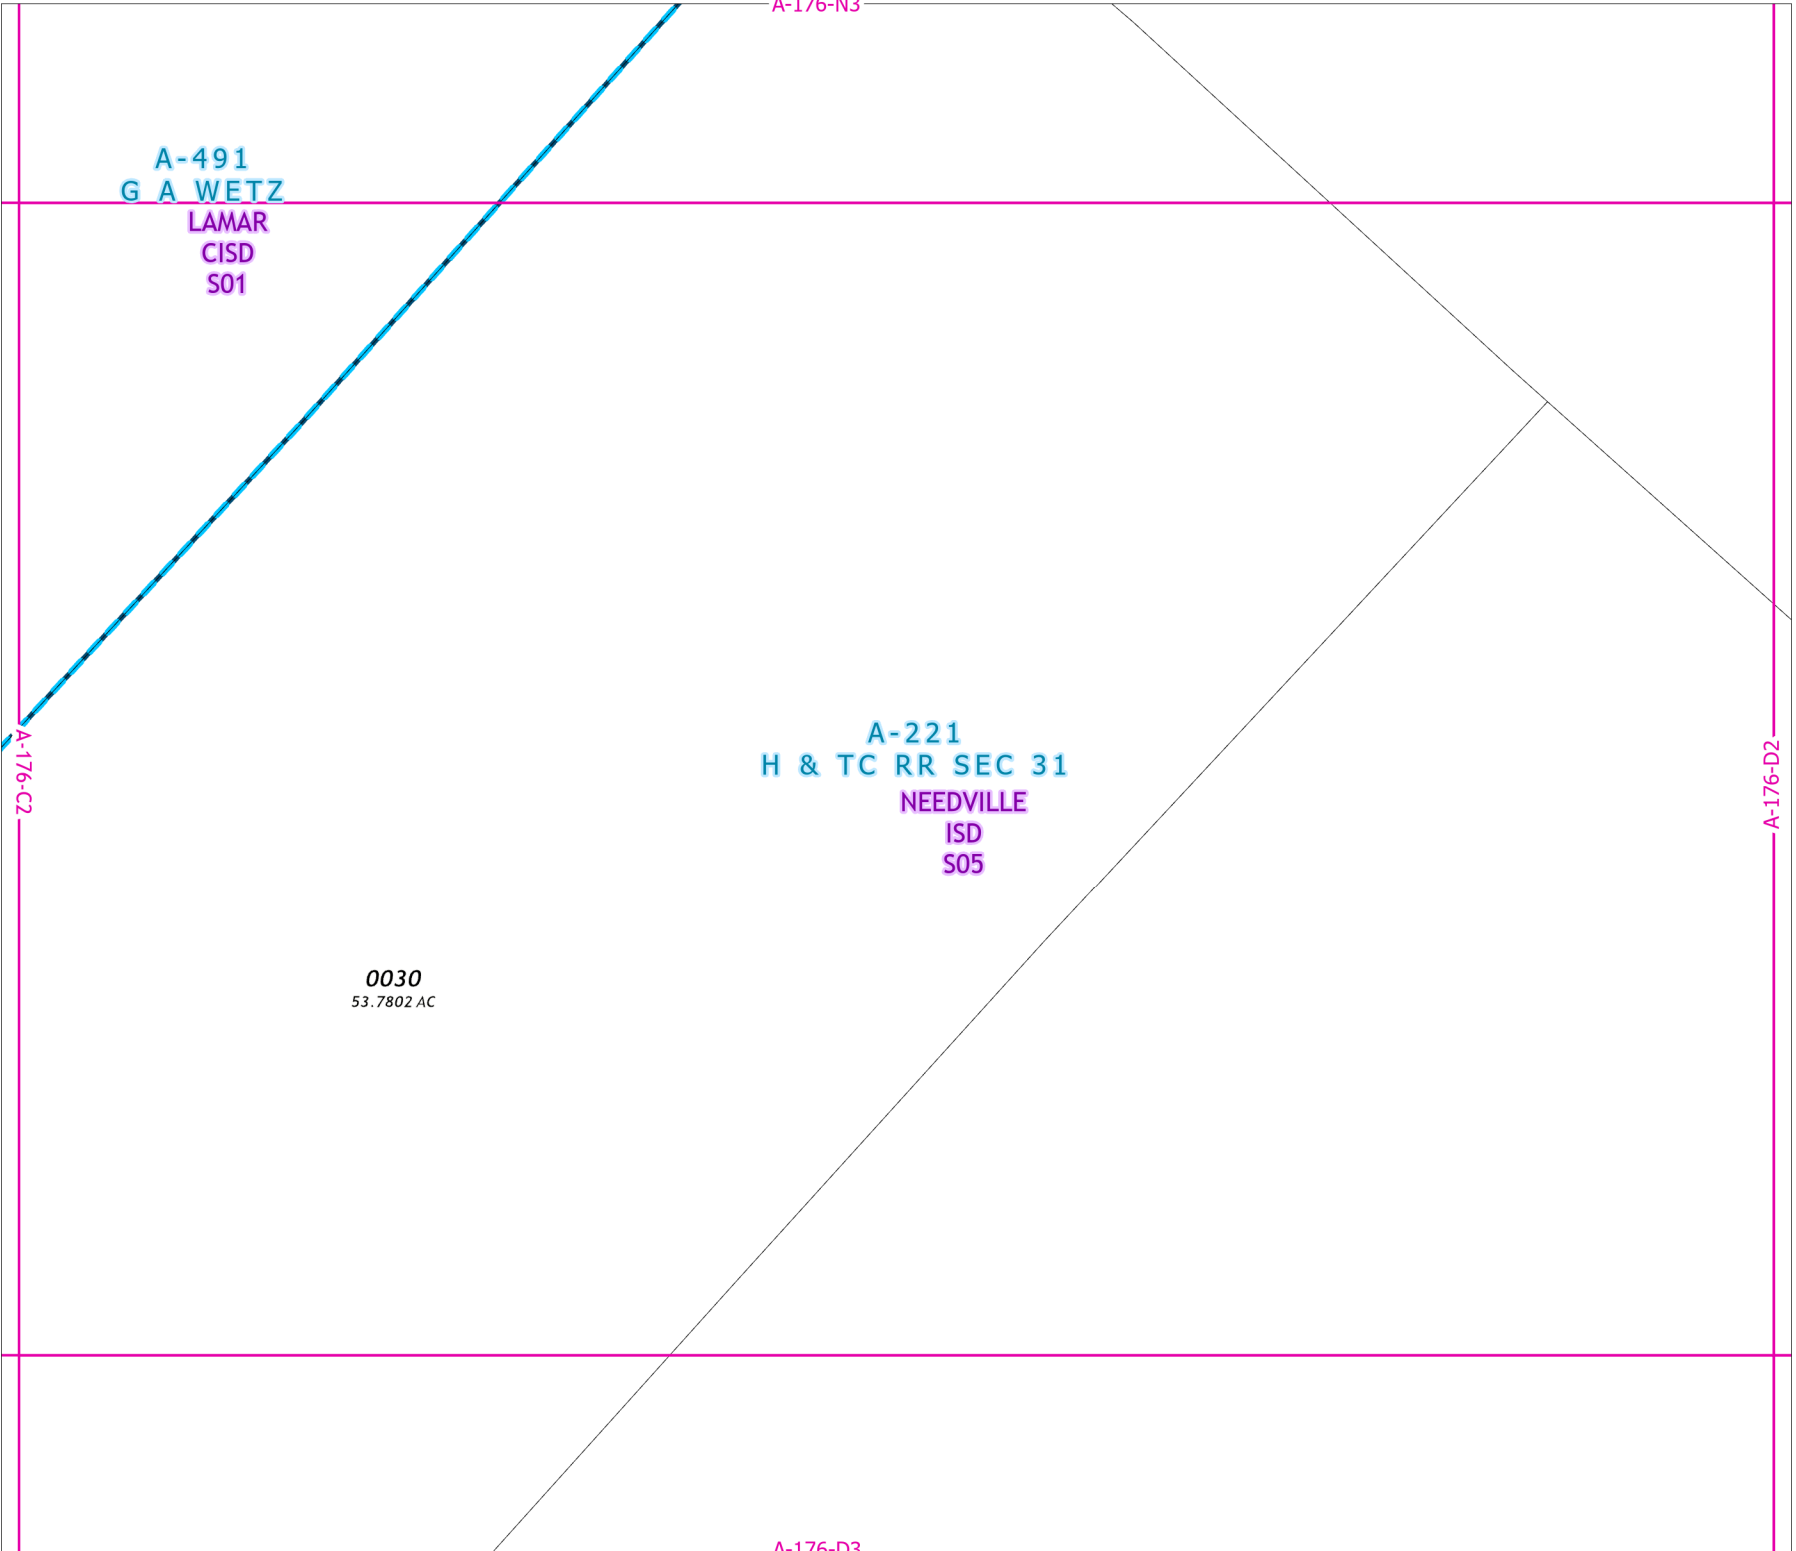 A-176-N3
A-491
G A WETZ
LAMAR
CISD
S01
A-176-C2
A-221
H & TC RR SEC 31
NEEDVILLE
ISD
S05
A-176-D2
0030
53.7802 AC
A-176-D3